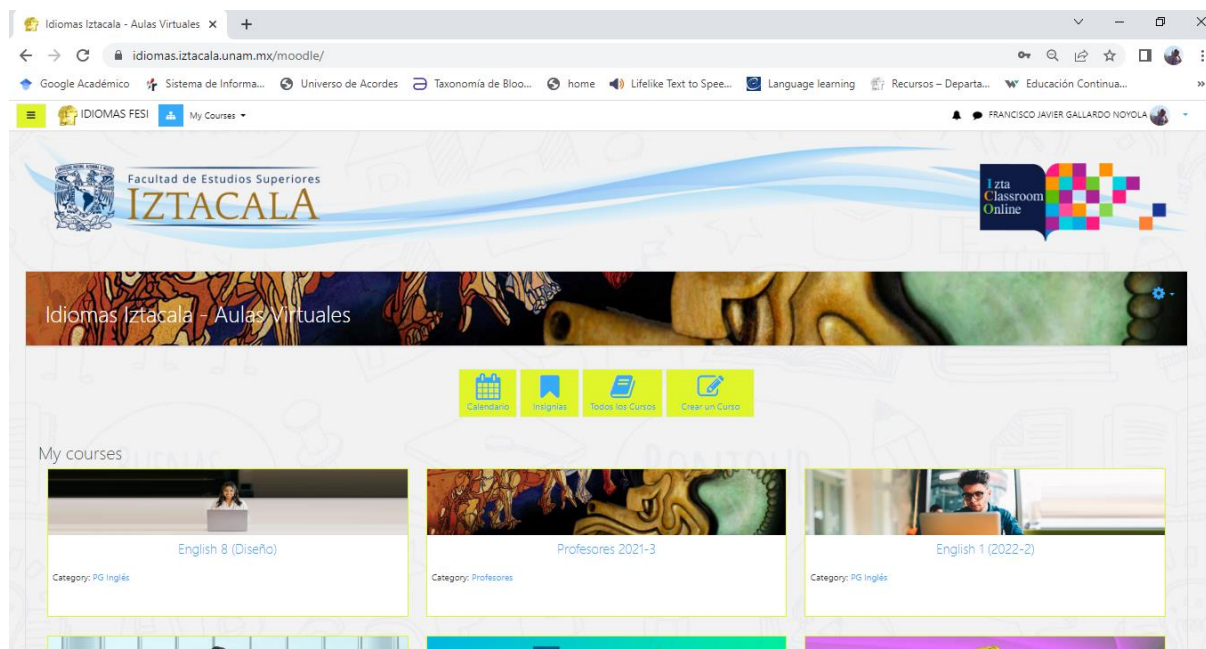 Idiomas Iztacala - Aulas Virtuales
idiomas.iztacala.unam.mx/moodle/
Google Académico Sistema de Informa... Universo de Acordes Taxonomía de Bloo... home Lifelike Text to Spee... Language learning Recursos – Departa... Educación Continua... »
IDIOMAS FESI My Courses FRANCISCO JAVIER GALLARDO NOYOLA
Facultad de Estudios Superiores
IZTACALA
Izta
Classroom
Online
Idiomas Iztacala - Aulas Virtuales
Calendario Insignias Todos los Cursos Crear un Curso
My courses
English 8 (Diseño) Profesores 2021-3 English 1 (2022-2)
Category: PG Inglés Category: Profesores Category: PG Inglés